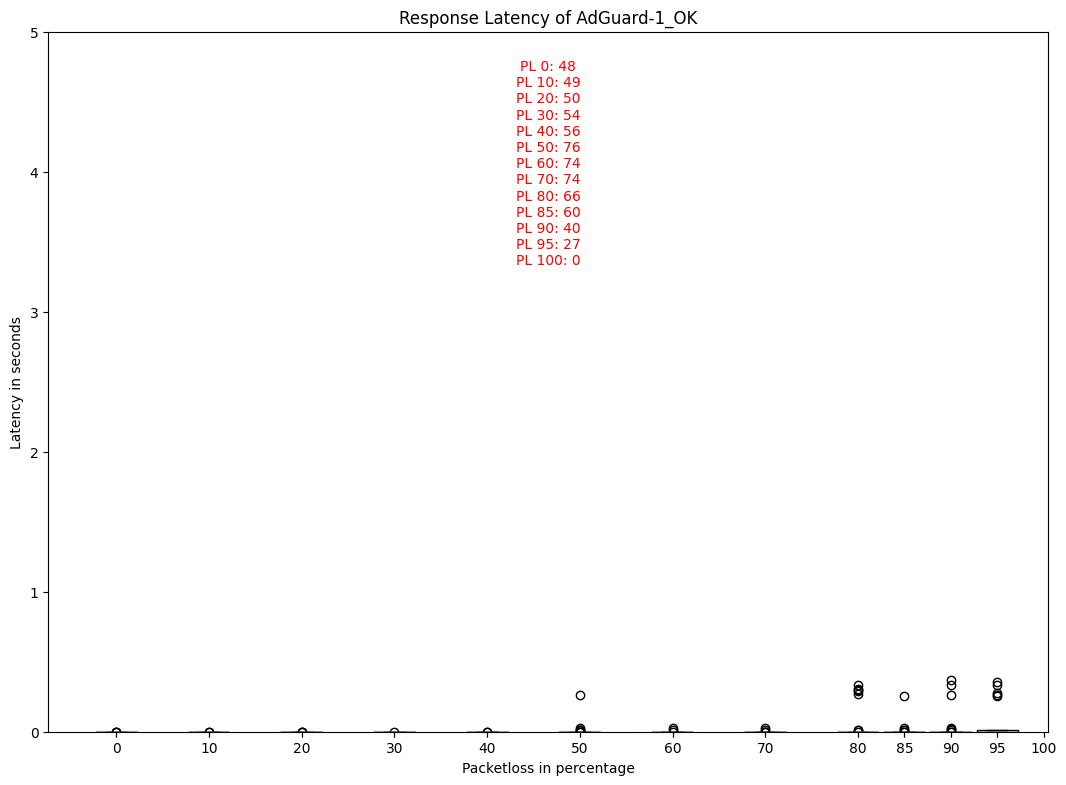 Response Latency of AdGuard-1_OK
PL 0: 48
PL 10: 49
PL 20: 50
PL 30: 54
PL 40: 56
PL 50: 76
PL 60: 74
PL 70: 74
PL 80: 66
PL 85: 60
PL 90: 40
PL 95: 27
PL 100: 0
5
4
3
2
1
0
Latency in seconds
0 10 20 30 40 50 60 70 80 85 90 95 100
Packetloss in percentage